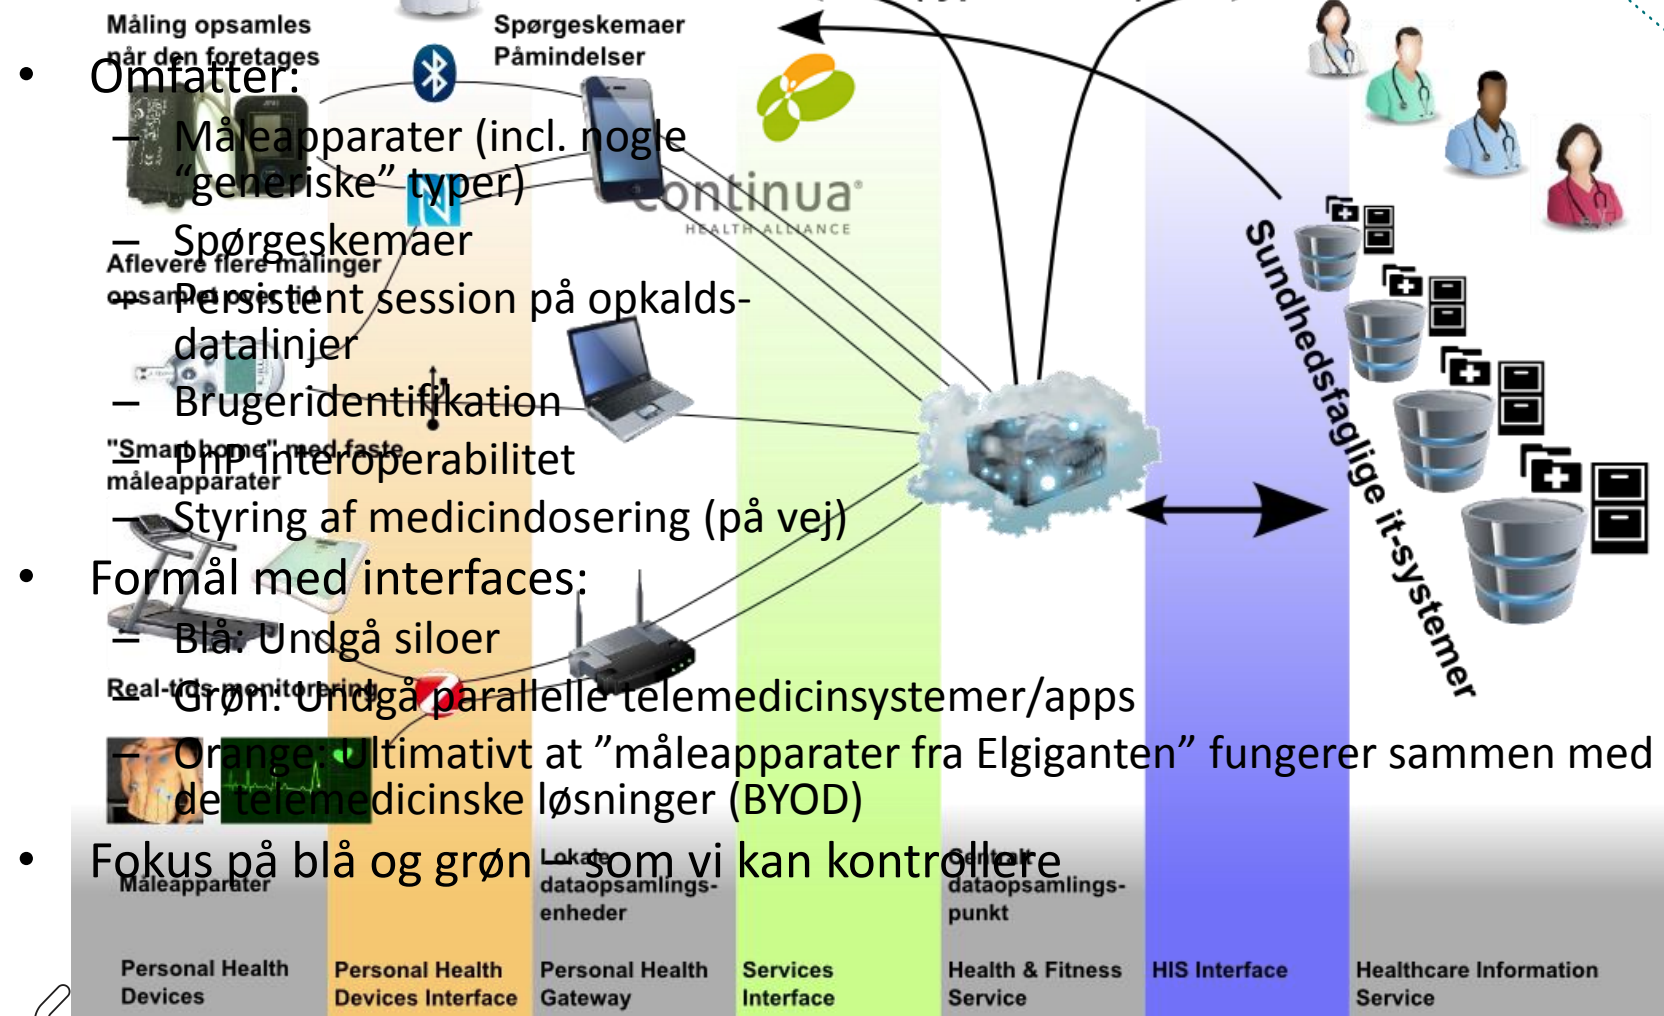 Måling opsamles
når den foretages
Spørgeskemaer
Påmindelser
• Omfatter:
– Måleapparater (incl. nogle
“generiske” typer)
continua®
HEALTH ALLIANCE
– Spørgeskemaer
Aflevere flere målinger
opsamlet over tid
– Persistent session på opkalds-
datalinjer
– Brugeridentifikation
"Smart home" med faste
måleapparater
– PnP interoperabilitet
– Styring af medicindosering (på vej)
Sundhedsfaglige it-systemer
• Formål med interfaces:
– Blå: Undgå siloer
Real-tids monitorering
– Grøn: Undgå parallelle telemedicinsystemer/apps
– Orange: Ultimativt at ”måleapparater fra Elgiganten” fungerer sammen med
de telemedicinske løsninger (BYOD)
• Fokus på blå og grøn – som vi kan kontrollere
Måleapparater
Lokale
dataopsamlings-
enheder
Centralt
dataopsamlings-
punkt
Personal Health
Devices
Personal Health
Devices Interface
Personal Health
Gateway
Services
Interface
Health & Fitness
Service
HIS Interface
Healthcare Information
Service